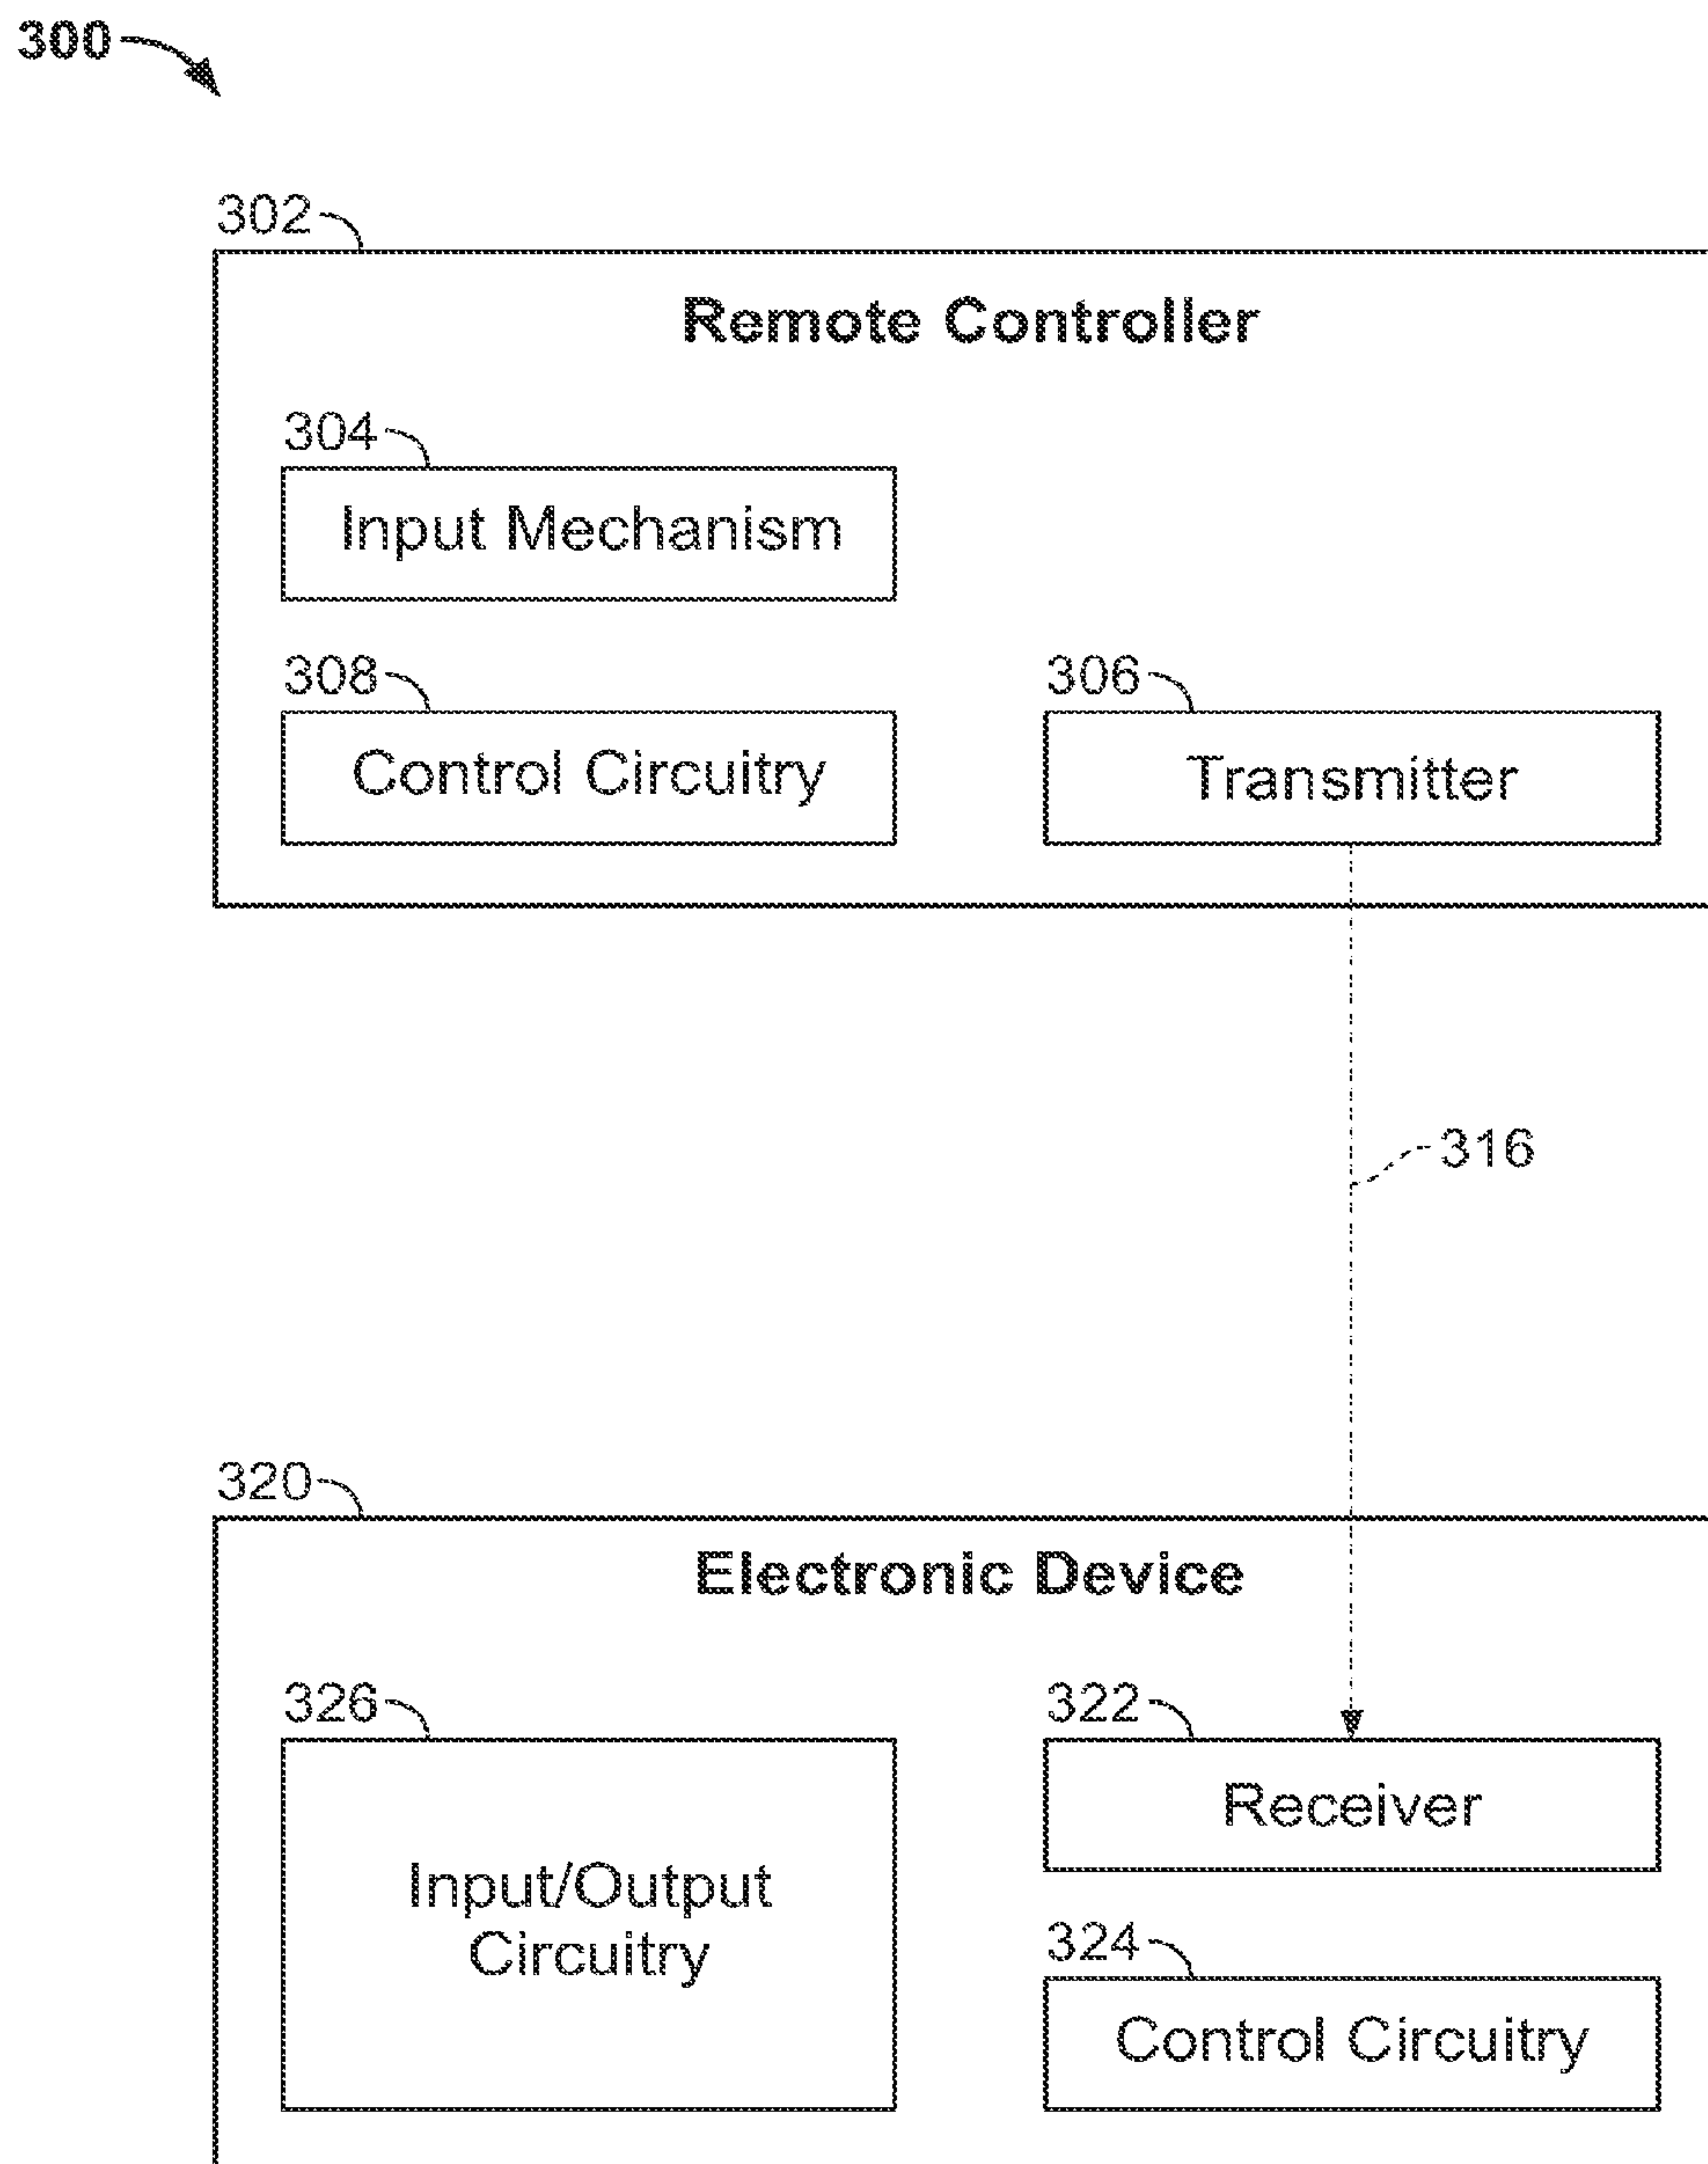 300
302
Remote Controller
304
Input Mechanism
308
Control Circuitry
306
Transmitter
316
320
Electronic Device
326
Input/Output
Circuitry
322
Receiver
324
Control Circuitry